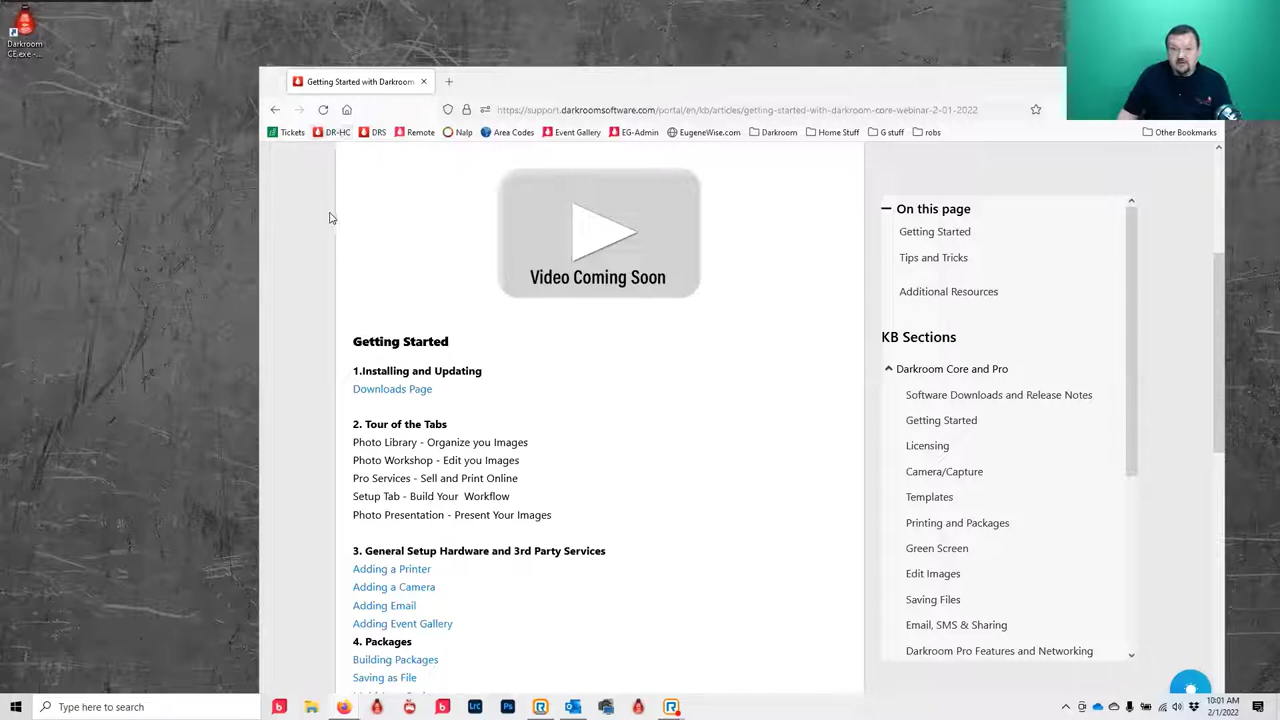 Darkroom
CE.exe -...
Getting Started with Darkroom
https://support.darkroomsoftware.com/portal/en/kb/articles/getting-started-with-darkroom-core-webinar-2-01-2022
Tickets DR-HC DRS Remote Nalp Area Codes Event Gallery EG-Admin EugeneWise.com Darkroom Home Stuff G stuff robs Other Bookmarks
Video Coming Soon
Getting Started
1.Installing and Updating
Downloads Page
2. Tour of the Tabs
Photo Library - Organize you Images
Photo Workshop - Edit you Images
Pro Services - Sell and Print Online
Setup Tab - Build Your Workflow
Photo Presentation - Present Your Images
3. General Setup Hardware and 3rd Party Services
Adding a Printer
Adding a Camera
Adding Email
Adding Event Gallery
4. Packages
Building Packages
Saving as File
On this page
Getting Started
Tips and Tricks
Additional Resources
KB Sections
Darkroom Core and Pro
Software Downloads and Release Notes
Getting Started
Licensing
Camera/Capture
Templates
Printing and Packages
Green Screen
Edit Images
Saving Files
Email, SMS & Sharing
Darkroom Pro Features and Networking
Type here to search
Lrc
Ps
10:01 AM
2/1/2022